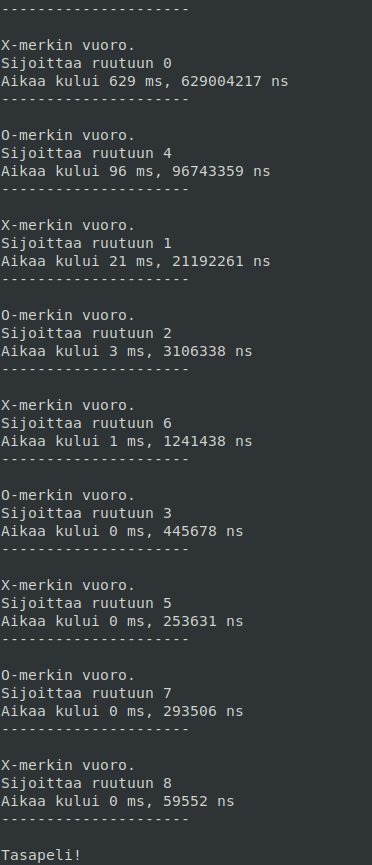 ---------------------
X-merkin vuoro.
Sijoittaa ruutuun 0
Aikaa kului 629 ms, 629004217 ns
---------------------
O-merkin vuoro.
Sijoittaa ruutuun 4
Aikaa kului 96 ms, 96743359 ns
---------------------
X-merkin vuoro.
Sijoittaa ruutuun 1
Aikaa kului 21 ms, 21192261 ns
---------------------
O-merkin vuoro.
Sijoittaa ruutuun 2
Aikaa kului 3 ms, 3106338 ns
---------------------
X-merkin vuoro.
Sijoittaa ruutuun 6
Aikaa kului 1 ms, 1241438 ns
---------------------
O-merkin vuoro.
Sijoittaa ruutuun 3
Aikaa kului 0 ms, 445678 ns
---------------------
X-merkin vuoro.
Sijoittaa ruutuun 5
Aikaa kului 0 ms, 253631 ns
---------------------
O-merkin vuoro.
Sijoittaa ruutuun 7
Aikaa kului 0 ms, 293506 ns
---------------------
X-merkin vuoro.
Sijoittaa ruutuun 8
Aikaa kului 0 ms, 59552 ns
---------------------
Tasapeli!